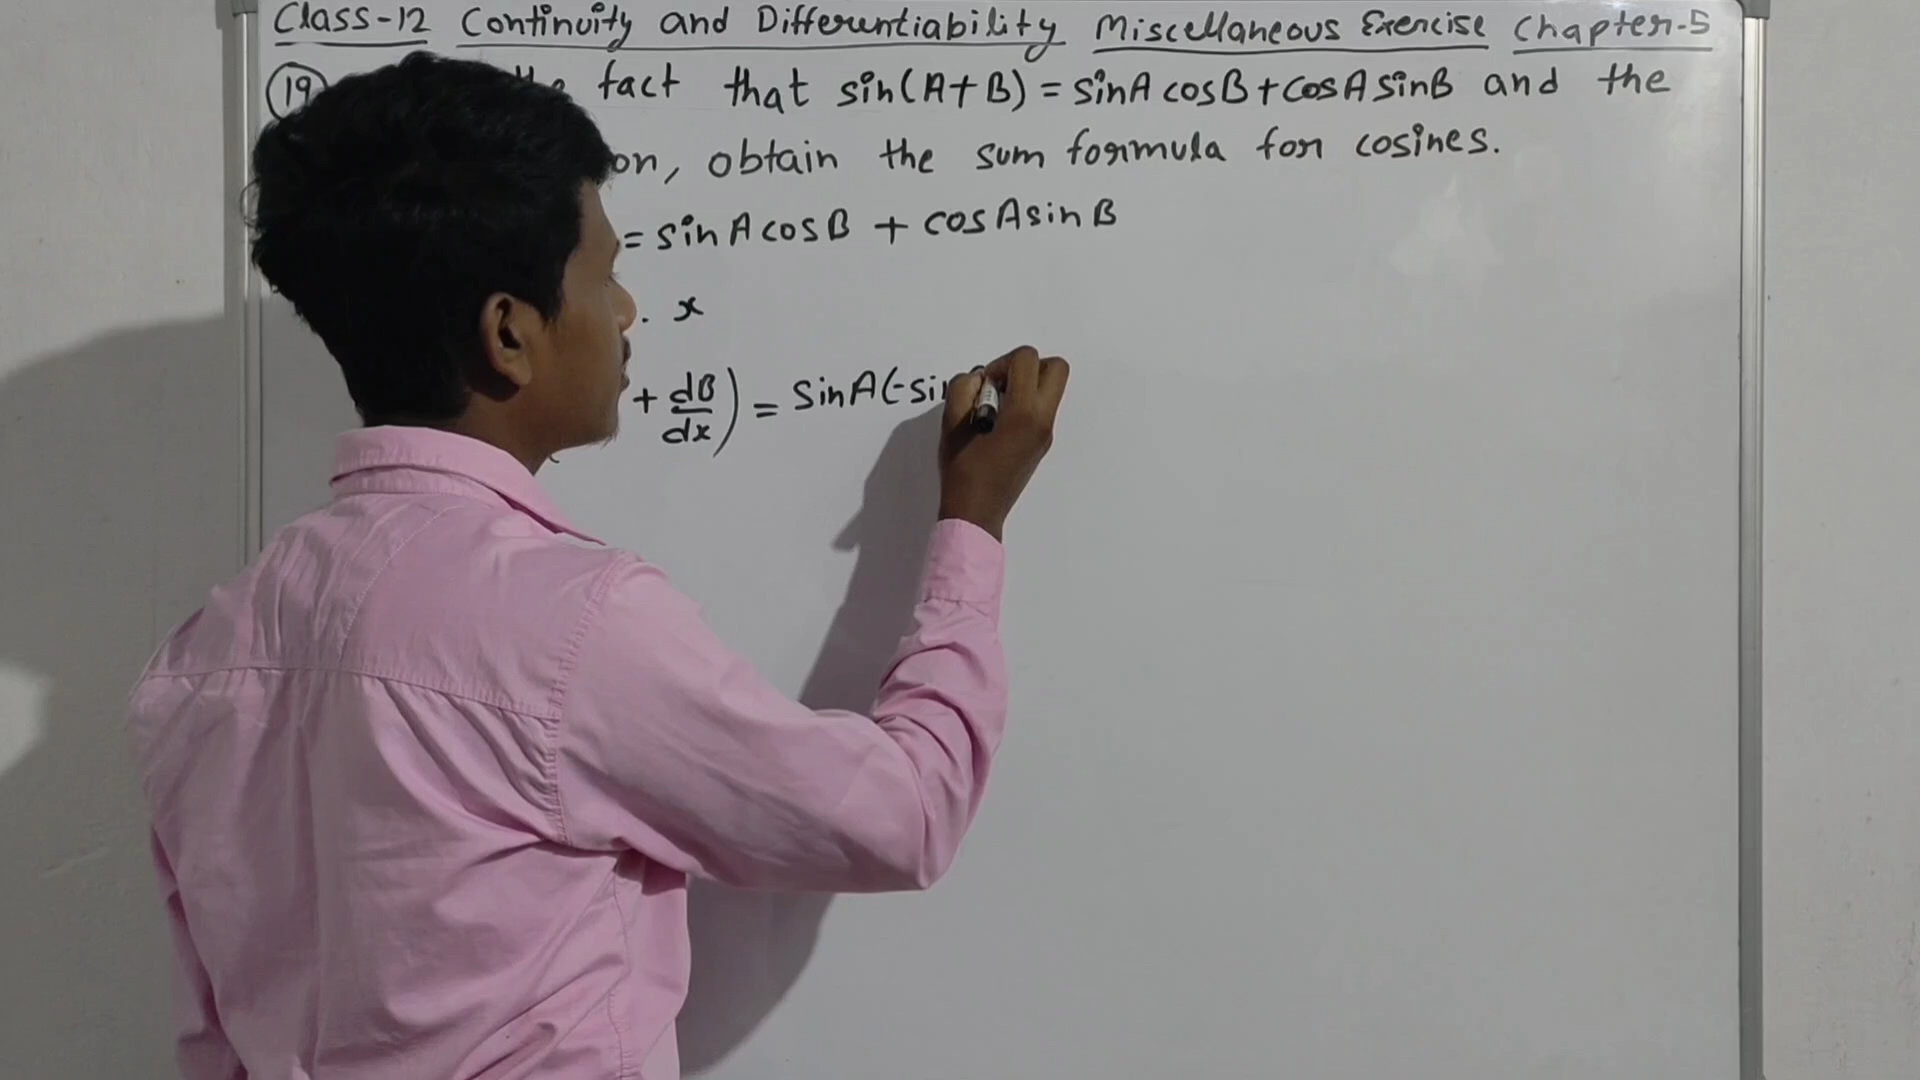 Class-12 Continuity and Differentiability Miscellaneous Exercise Chapter-5
(19) fact that sin(A+B) = sinA cosB + cosA sinB and the
on, obtain the sum formula for cosines.
= sinA cosB + cosA sinB
. x
+ dB/dx) = sinA(-sin